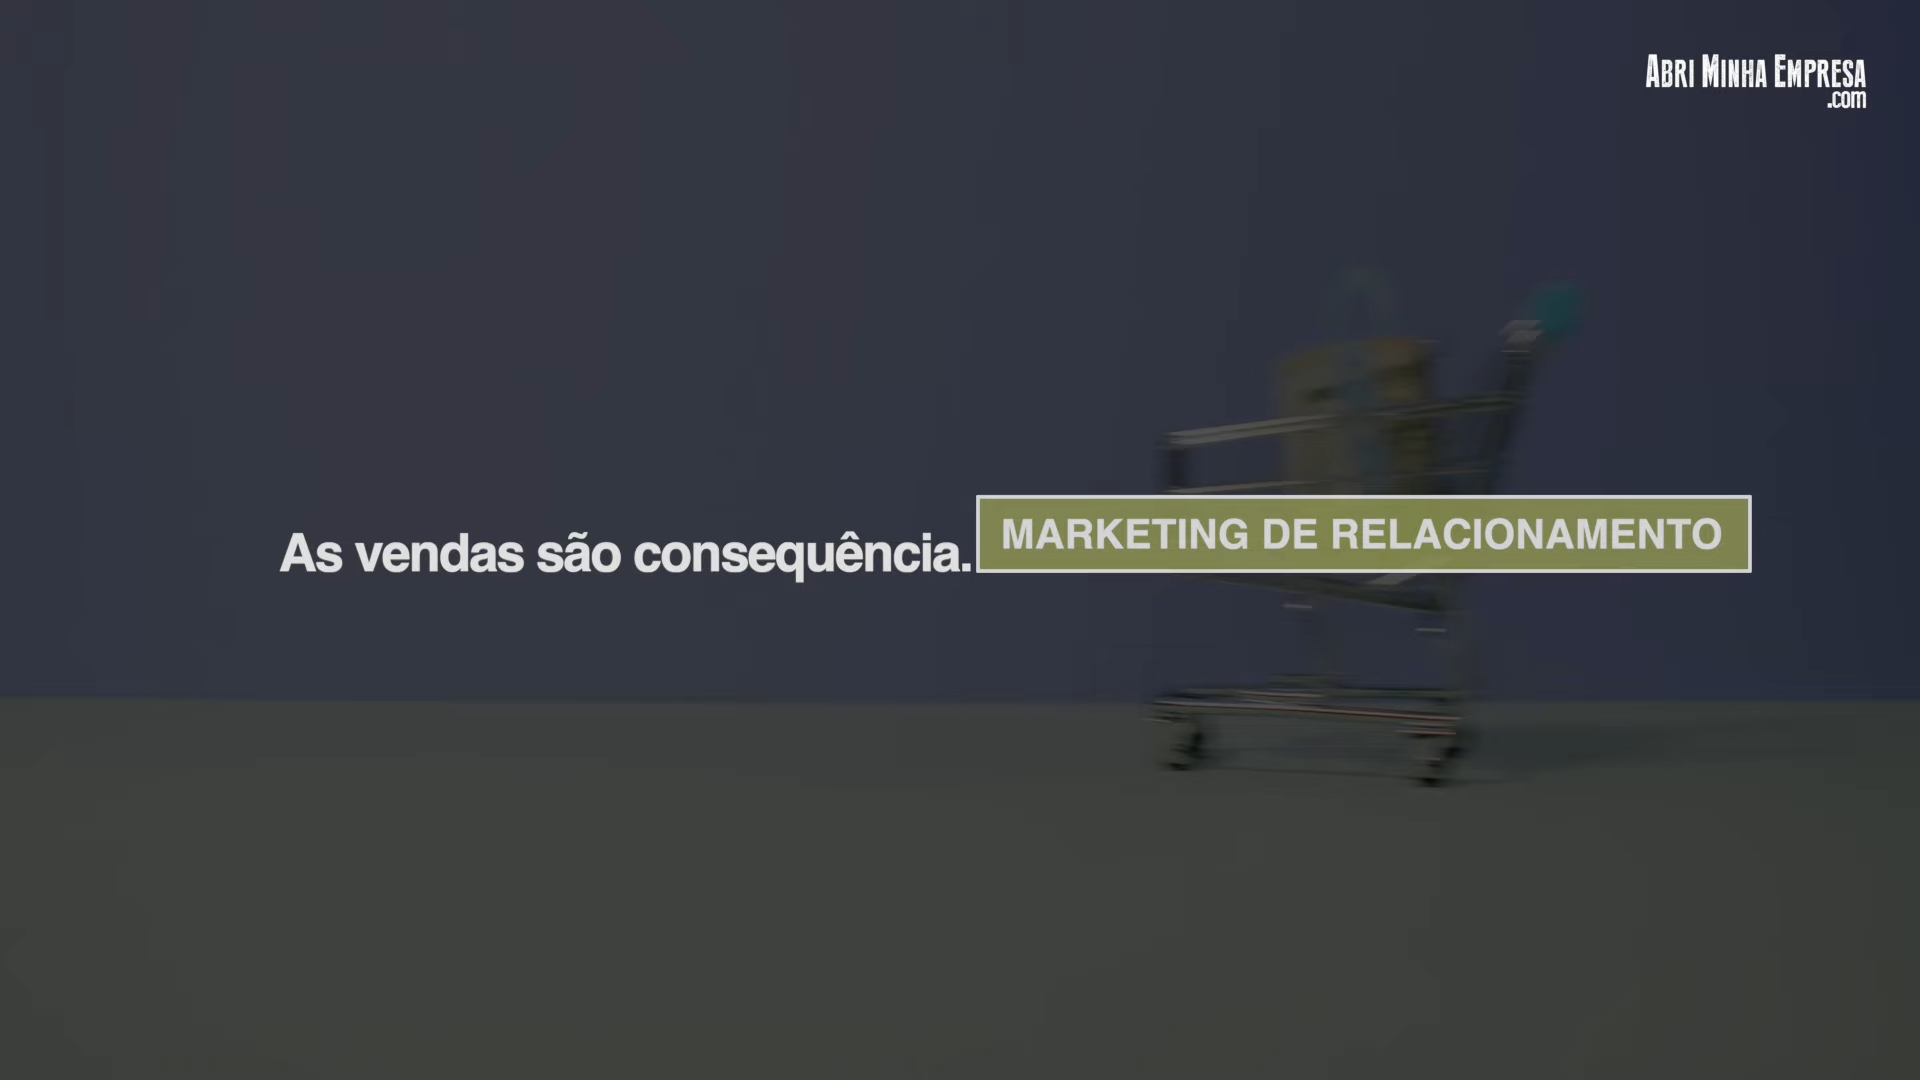 ABRI MINHA EMPRESA
.com
As vendas são consequência.
MARKETING DE RELACIONAMENTO